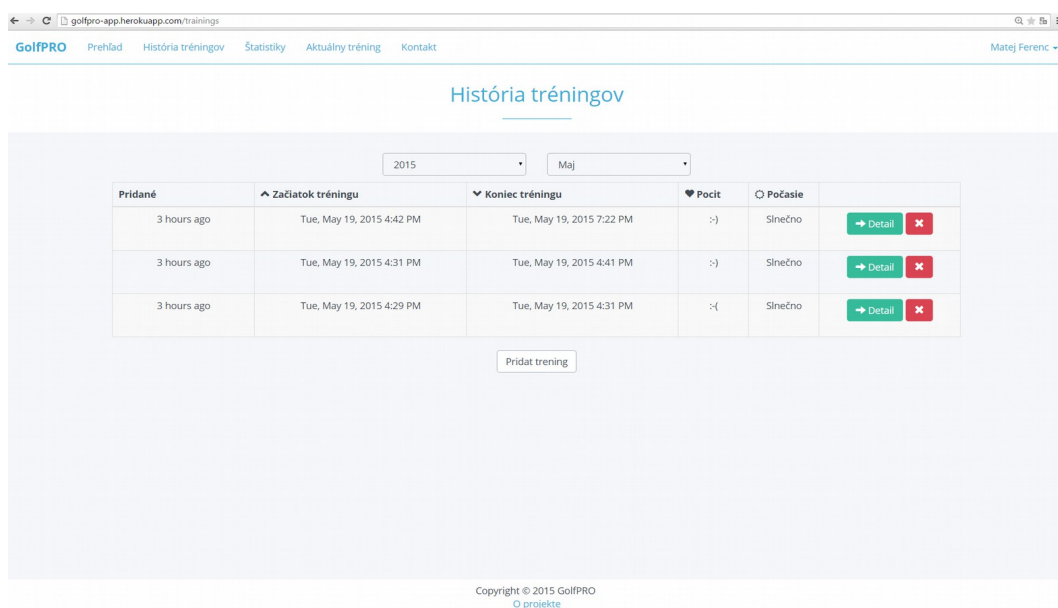 golfpro-app.herokuapp.com/trainings
GolfPRO Prehľad História tréningov Štatistiky Aktuálny tréning Kontakt Matej Ferenc
História tréningov
2015 Maj
Pridané Začiatok tréningu Koniec tréningu Pocit Počasie
3 hours ago Tue, May 19, 2015 4:42 PM Tue, May 19, 2015 7:22 PM :-) Slnečno Detail
3 hours ago Tue, May 19, 2015 4:31 PM Tue, May 19, 2015 4:41 PM :-) Slnečno Detail
3 hours ago Tue, May 19, 2015 4:29 PM Tue, May 19, 2015 4:31 PM :-( Slnečno Detail
Pridat trening
Copyright © 2015 GolfPRO
O projekte